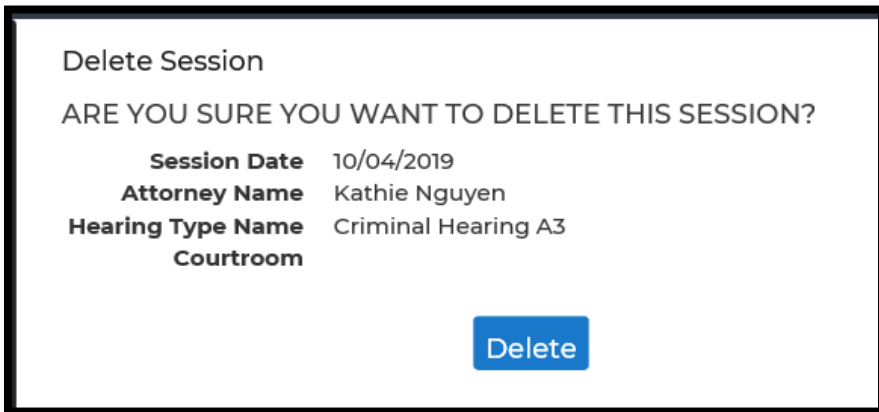 Delete Session
ARE YOU SURE YOU WANT TO DELETE THIS SESSION?
Session Date 10/04/2019
Attorney Name Kathie Nguyen
Hearing Type Name Criminal Hearing A3
Courtroom
Delete